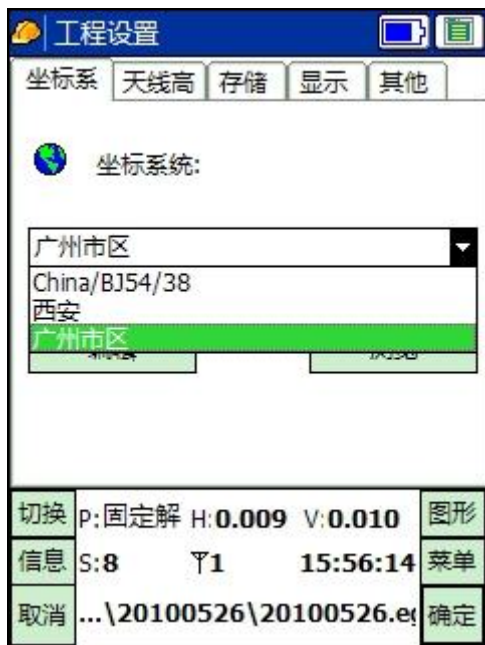 工程设置
坐标系 天线高 存储 显示 其他
坐标系统:
广州市区
China/BJ54/38
西安
广州市区
切换 P:固定解 H:0.009 V:0.010 图形
信息 S:8 1 15:56:14 菜单
取消 ...\20100526\20100526.eg 确定